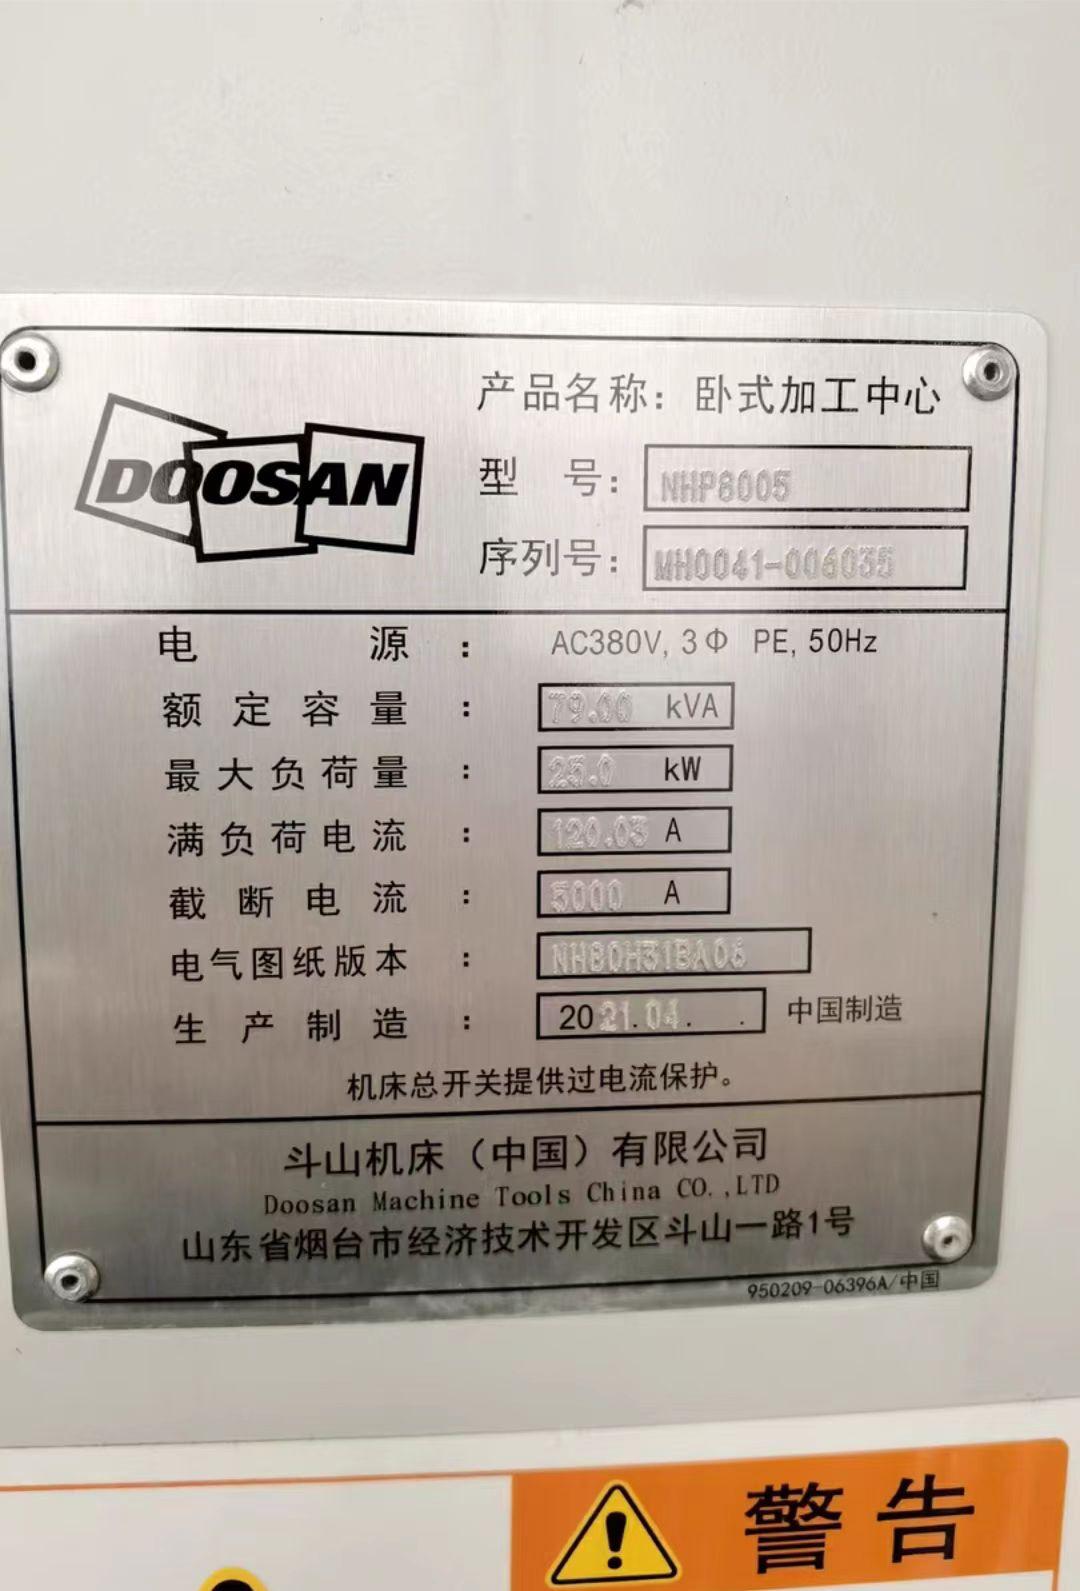 DOOSAN
产品名称：卧式加工中心
型 号：NHP8005
序列号：MH0041-006035
电 源：AC380V, 3Φ PE, 50Hz
额定容量：79.00 kVA
最大负荷量：25.0 kW
满负荷电流：120.03 A
截断电流：5000 A
电气图纸版本：NH80H31BA06
生产制造：2021.04. . 中国制造
机床总开关提供过电流保护。
斗山机床（中国）有限公司
Doosan Machine Tools China CO.,LTD
山东省烟台市经济技术开发区斗山一路1号
950209-06396A/中国
警告